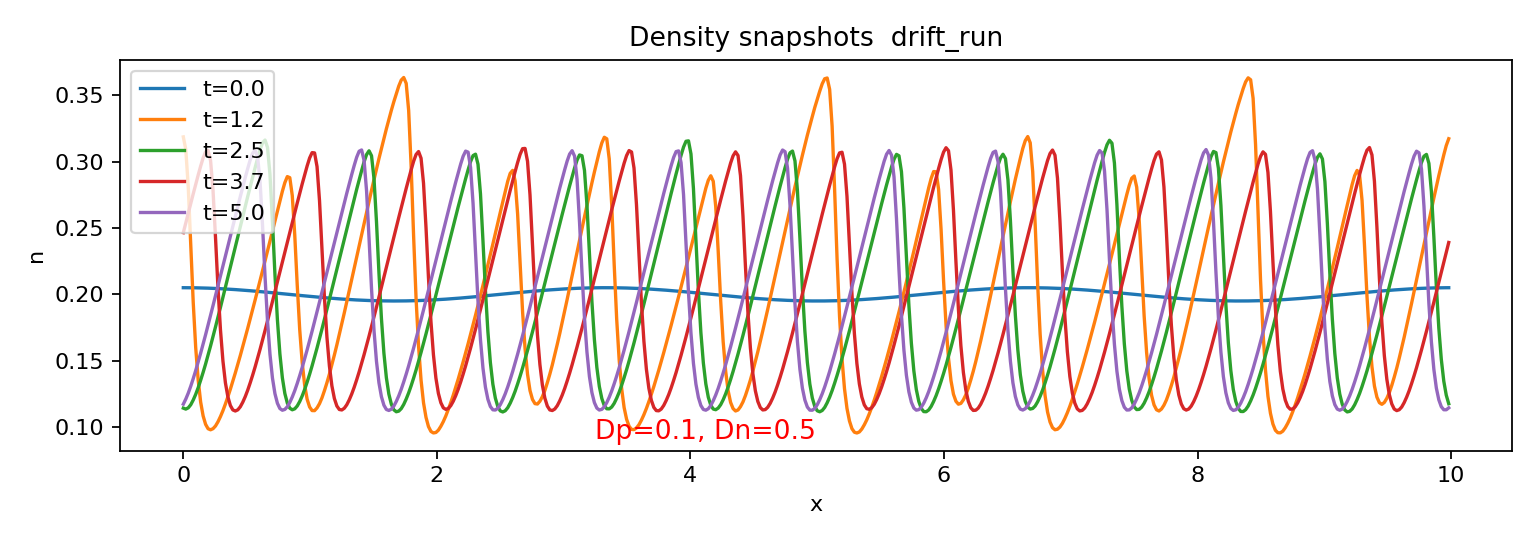 Density snapshots  drift_run
t=0.0
t=1.2
t=2.5
t=3.7
t=5.0
n
0.35
0.30
0.25
0.20
0.15
0.10
Dp=0.1, Dn=0.5
0 2 4 6 8 10
x